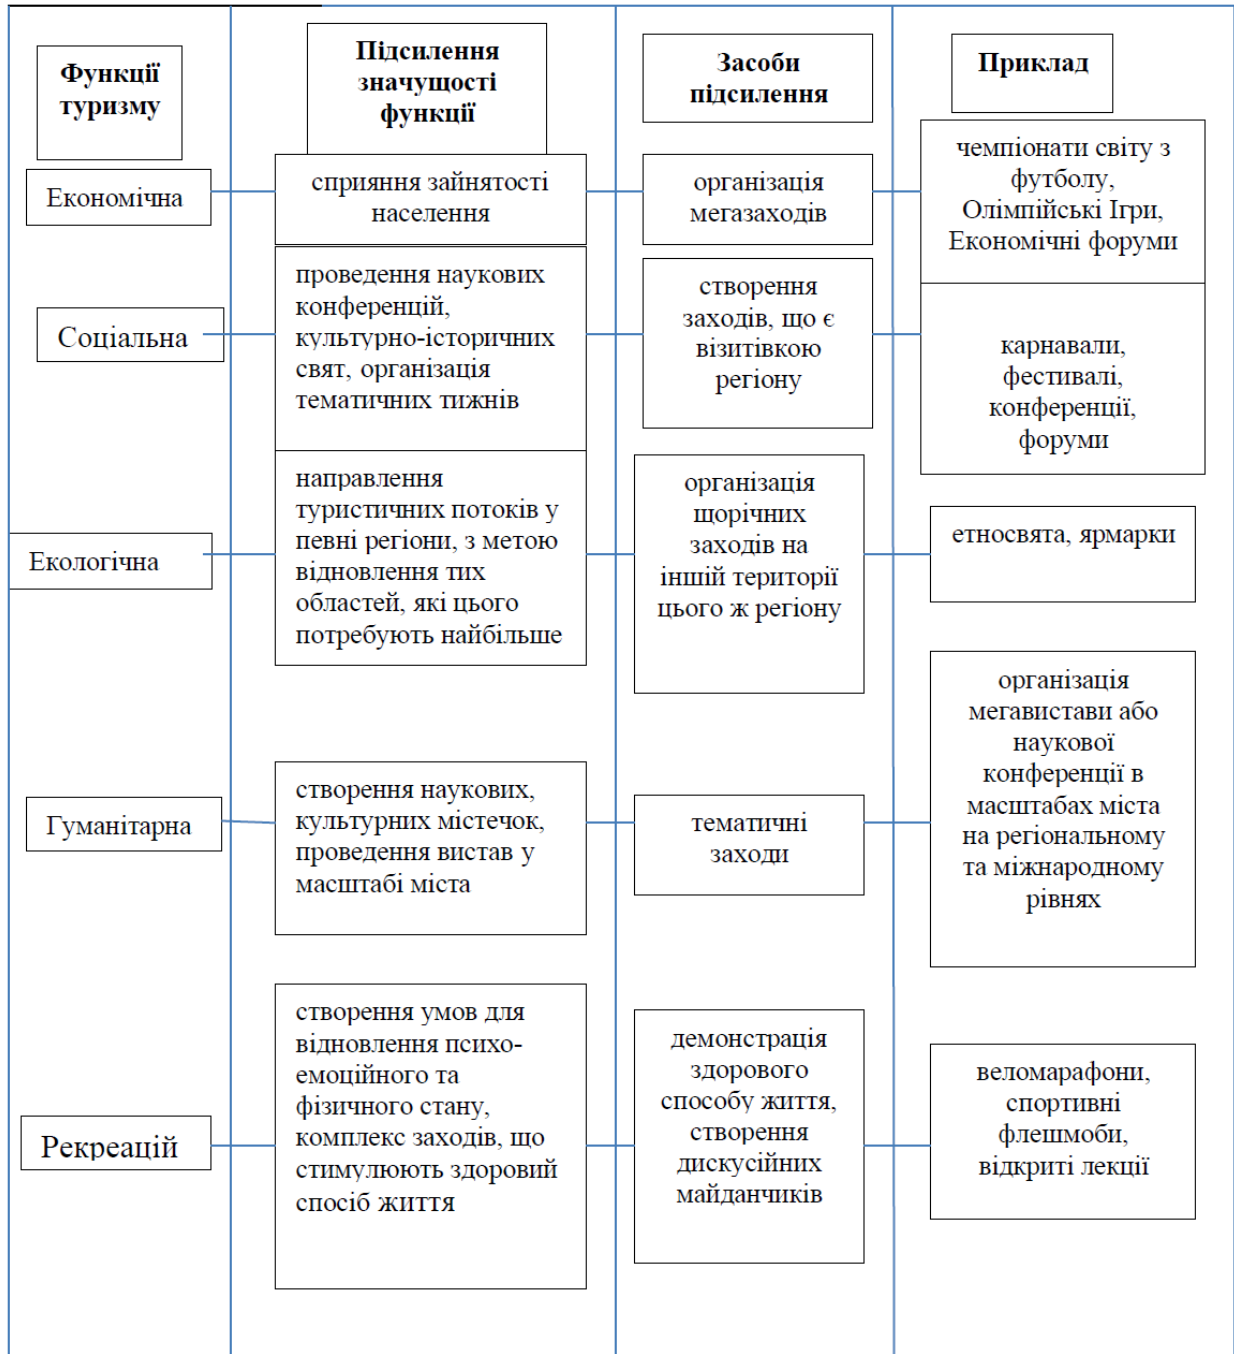 Функції
туризму
Підсилення
значущості
функції
Засоби
підсилення
Приклад
Економічна
сприяння зайнятості
населення
організація
мегазаходів
чемпіонати світу з
футболу,
Олімпійські Ігри,
Економічні форуми
Соціальна
проведення наукових
конференцій,
культурно-історичних
свят, організація
тематичних тижнів
створення
заходів, що є
візитівкою
регіону
карнавали,
фестивалі,
конференції,
форуми
Екологічна
направлення
туристичних потоків у
певні регіони, з метою
відновлення тих
областей, які цього
потребують найбільше
організація
щорічних
заходів на
іншій території
цього ж регіону
етносвята, ярмарки
Гуманітарна
створення наукових,
культурних містечок,
проведення вистав у
масштабі міста
тематичні
заходи
організація
мегавистави або
наукової
конференції в
масштабах міста
на регіональному
та міжнародному
рівнях
Рекреацій
створення умов для
відновлення психо-
емоційного та
фізичного стану,
комплекс заходів, що
стимулюють здоровий
спосіб життя
демонстрація
здорового
способу життя,
створення
дискусійних
майданчиків
веломарафони,
спортивні
флешмоби,
відкриті лекції